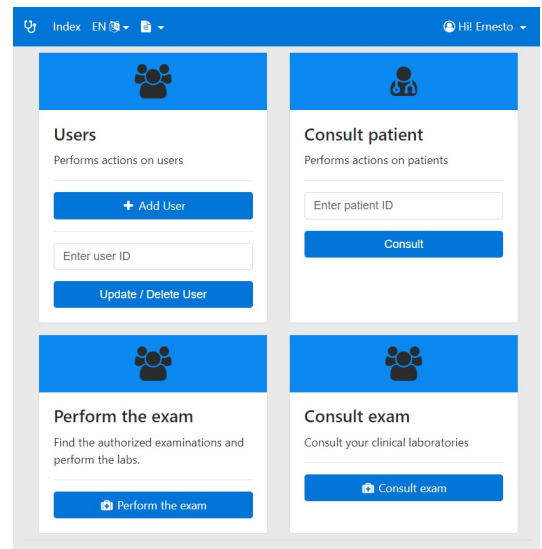 Index EN Hi! Ernesto
Users
Performs actions on users
Add User
Enter user ID
Update / Delete User
Consult patient
Performs actions on patients
Enter patient ID
Consult
Perform the exam
Find the authorized examinations and
perform the labs.
Perform the exam
Consult exam
Consult your clinical laboratories
Consult exam